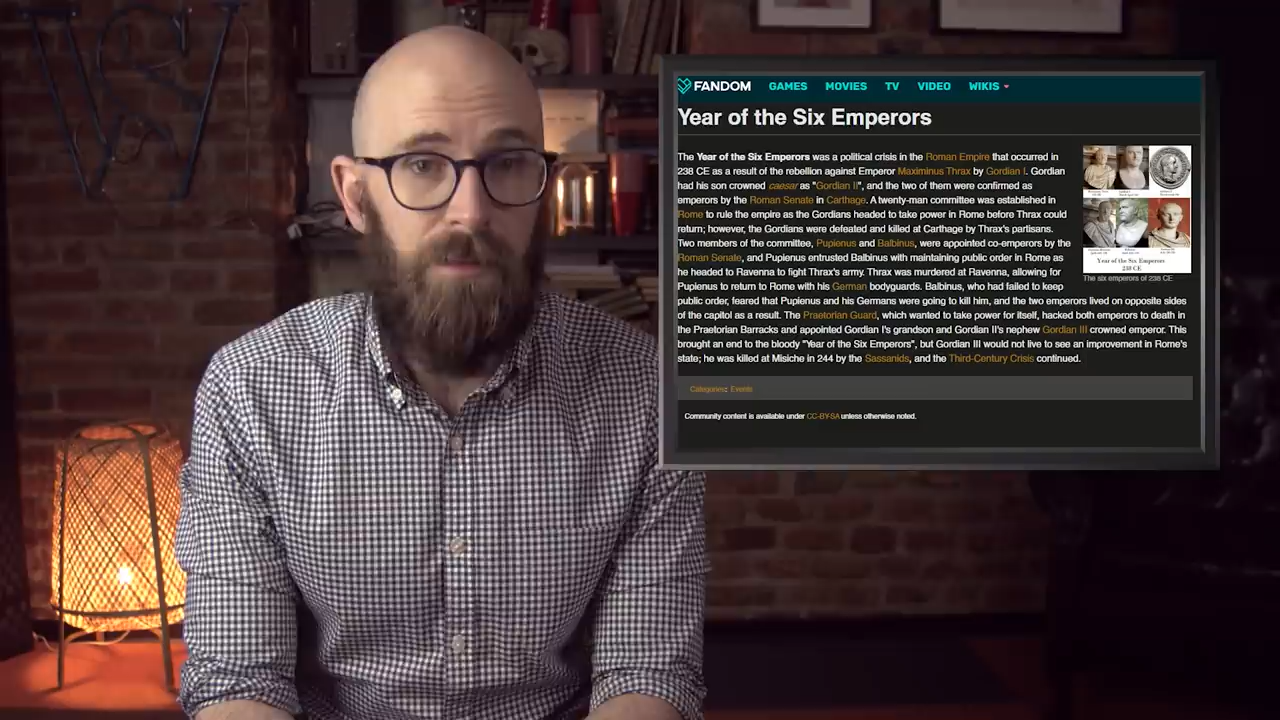 FANDOM GAMES MOVIES TV VIDEO WIKIS
Year of the Six Emperors
The Year of the Six Emperors was a political crisis in the Roman Empire that occurred in
238 CE as a result of the rebellion against Emperor Maximinus Thrax by Gordian I. Gordian
had his son crowned caesar as "Gordian II", and the two of them were confirmed as
emperors by the Roman Senate in Carthage. A twenty-man committee was established in
Rome to rule the empire as the Gordians headed to take power in Rome before Thrax could
return; however, the Gordians were defeated and killed at Carthage by Thrax's partisans.
Two members of the committee, Pupienus and Balbinus, were appointed co-emperors by the
Roman Senate, and Pupienus entrusted Balbinus with maintaining public order in Rome as
he headed to Ravenna to fight Thrax's army. Thrax was murdered at Ravenna, allowing for
Pupienus to return to Rome with his German bodyguards. Balbinus, who had failed to keep
public order, feared that Pupienus and his Germans were going to kill him, and the two emperors lived on opposite sides
of the capitol as a result. The Praetorian Guard, which wanted to take power for itself, hacked both emperors to death in
the Praetorian Barracks and appointed Gordian I's grandson and Gordian II's nephew Gordian III crowned emperor. This
brought an end to the bloody "Year of the Six Emperors", but Gordian III would not live to see an improvement in Rome's
state; he was killed at Misiche in 244 by the Sassanids, and the Third-Century Crisis continued.
Year of the Six Emperors
238 CE
The six emperors of 238 CE
Categories: Events
Community content is available under CC-BY-SA unless otherwise noted.